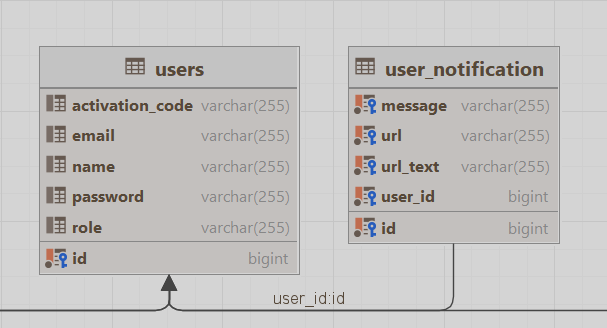 users
activation_code varchar(255)
email varchar(255)
name varchar(255)
password varchar(255)
role varchar(255)
id bigint
user_notification
message varchar(255)
url varchar(255)
url_text varchar(255)
user_id bigint
id bigint
user_id:id